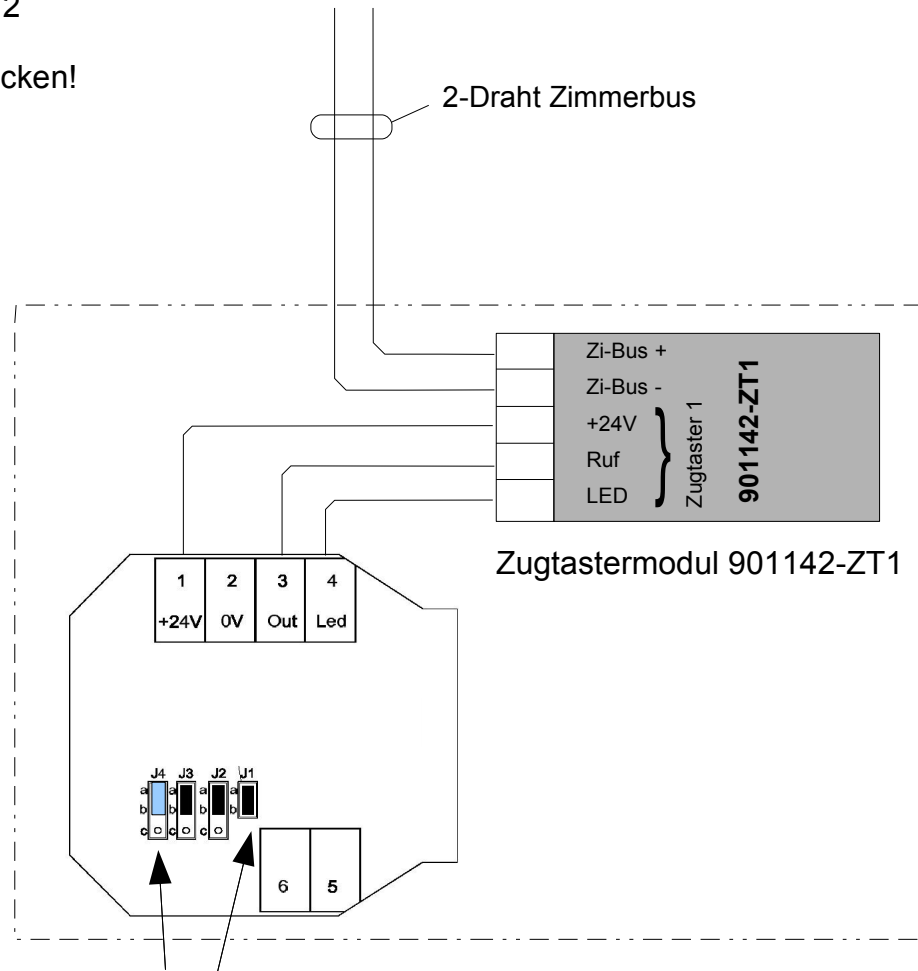 2
cken!
2-Draht Zimmerbus
Zi-Bus +
Zi-Bus -
+24V
Ruf
LED
}
Zugtaster 1
901142-ZT1
Zugtastermodul 901142-ZT1
1 2 3 4
+24V 0V Out Led
J4 J3 J2 J1
a a a a
b b b b
c c c
6 5